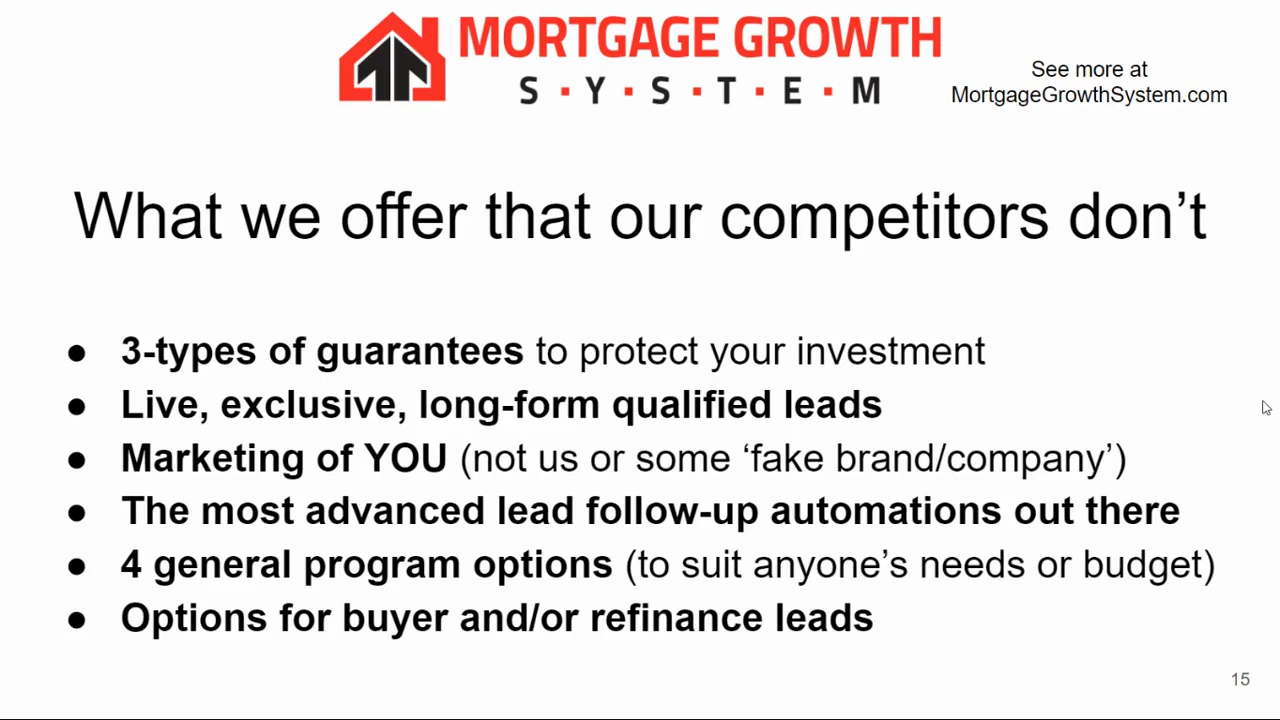 MORTGAGE GROWTH
S·Y·S·T·E·M
See more at
MortgageGrowthSystem.com
What we offer that our competitors don’t
● 3-types of guarantees to protect your investment
● Live, exclusive, long-form qualified leads
● Marketing of YOU (not us or some ‘fake brand/company’)
● The most advanced lead follow-up automations out there
● 4 general program options (to suit anyone’s needs or budget)
● Options for buyer and/or refinance leads
15